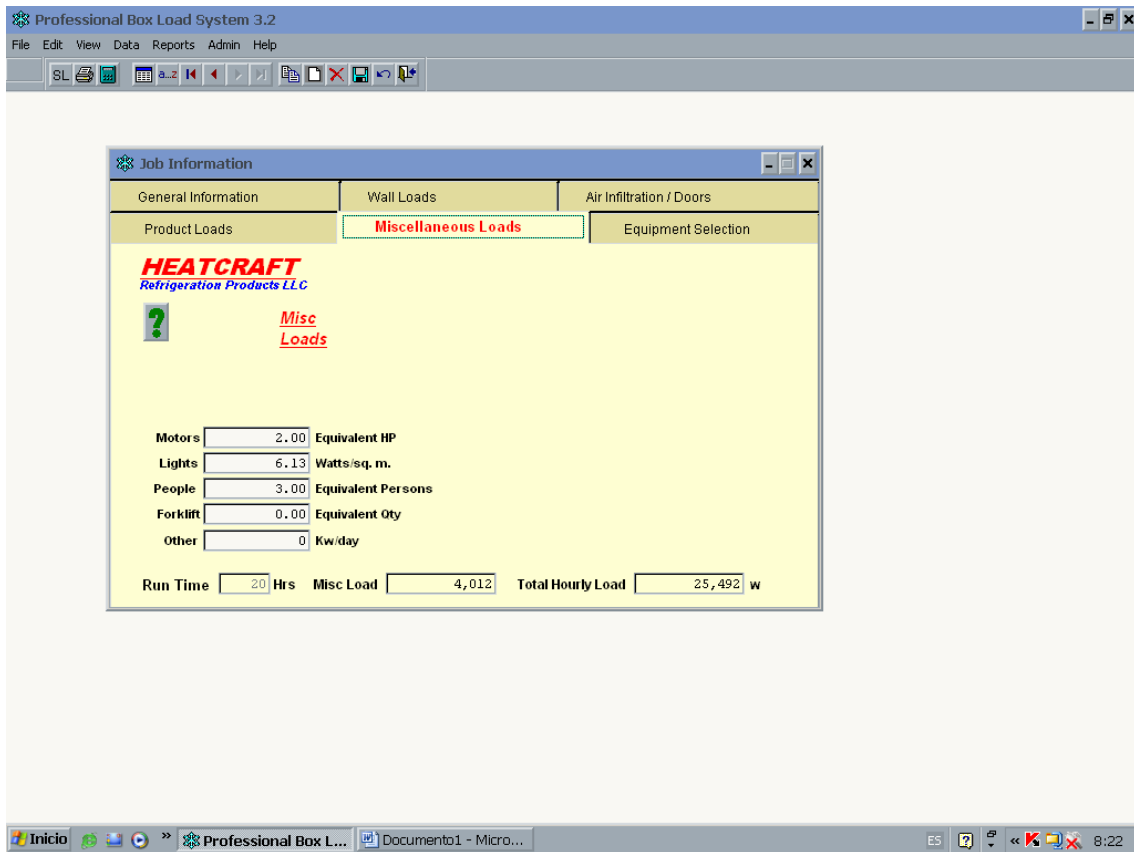 Professional Box Load System 3.2
File Edit View Data Reports Admin Help
SL a..z
Job Information
General Information Wall Loads Air Infiltration / Doors
Product Loads Miscellaneous Loads Equipment Selection
HEATCRAFT
Refrigeration Products LLC
?
Misc
Loads
Motors 2.00 Equivalent HP
Lights 6.13 Watts/sq. m.
People 3.00 Equivalent Persons
Forklift 0.00 Equivalent Qty
Other 0 Kw/day
Run Time 20 Hrs Misc Load 4,012 Total Hourly Load 25,492 w
Inicio » Professional Box L... Documento1 - Micro... ES ? « K 8:22